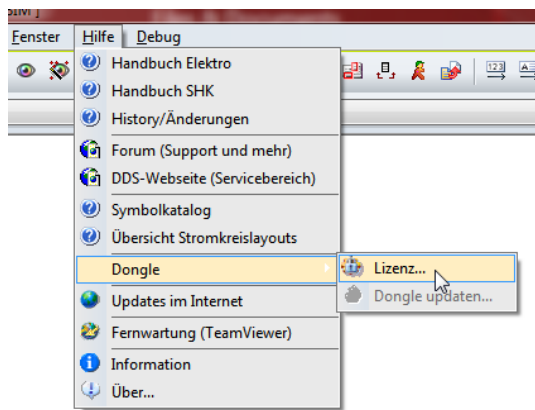 Fenster Hilfe Debug
Handbuch Elektro
Handbuch SHK
History/Änderungen
Forum (Support und mehr)
DDS-Webseite (Servicebereich)
Symbolkatalog
Übersicht Stromkreislayouts
Dongle
Lizenz...
Dongle updaten...
Updates im Internet
Fernwartung (TeamViewer)
Information
Über...